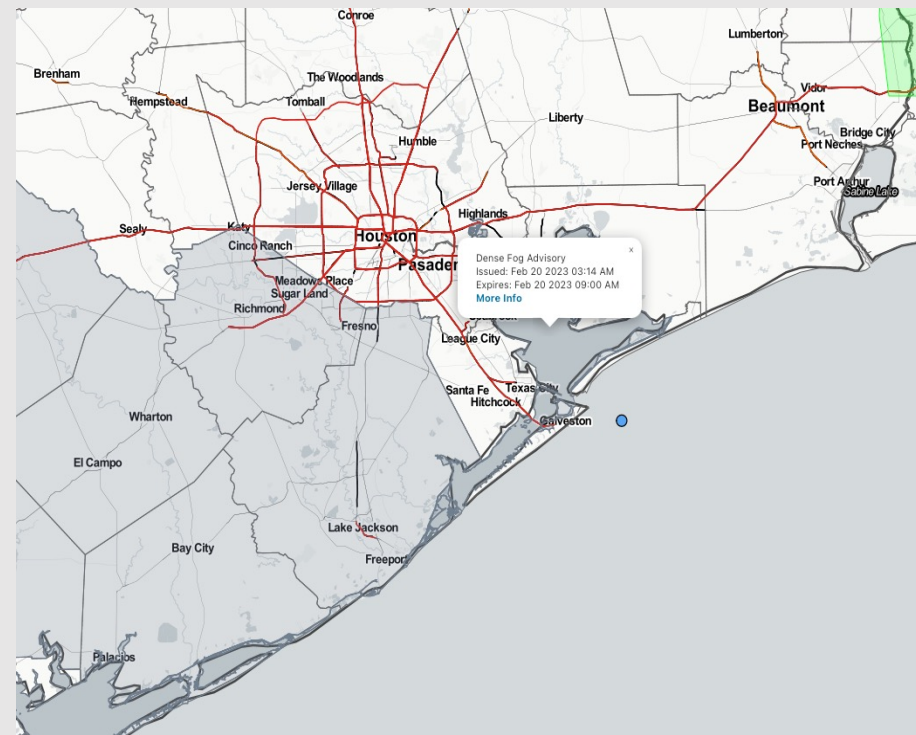 Conroe
Lumberton
Brenham
The Woodlands
Vidor
Hempstead
Tomball
Beaumont
Liberty
Bridge City
Humble
Port Neches
Port Arthur
Jersey Village
Sabine Lake
Highlands
Sealy
Katy
Houston
Cinco Ranch
×
Dense Fog Advisory
Issued: Feb 20 2023 03:14 AM
Expires: Feb 20 2023 09:00 AM
More Info
Pasader
Meadows Place
Sugar Land
Richmond
Fresno
League City
Santa Fe
Texas City
Hitchcock
Galveston
Wharton
El Campo
Lake Jackson
Bay City
Freeport
Palacios